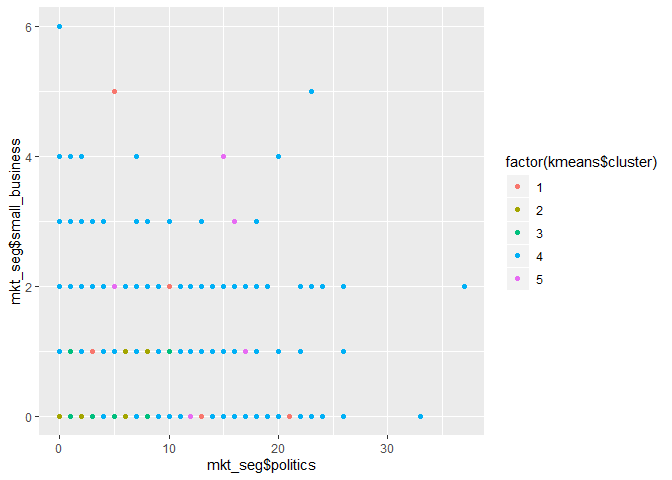 6
4
2
0
mkt_seg$small_business
0 10 20 30
mkt_seg$politics
factor(kmeans$cluster)
1
2
3
4
5